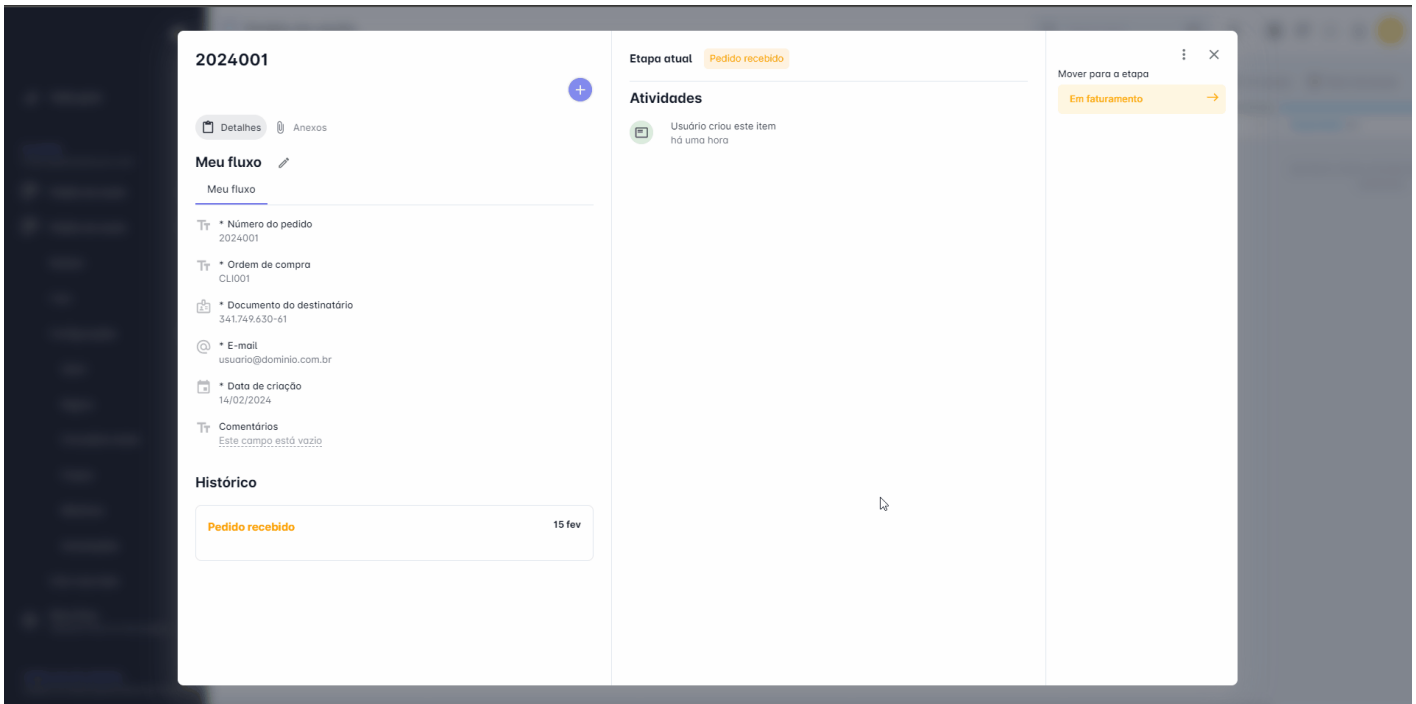 2024001
Detalhes
Anexos
Meu fluxo
Meu fluxo
* Número do pedido
2024001
* Ordem de compra
CLI001
* Documento do destinatário
341.749.630-61
* E-mail
usuario@dominio.com.br
* Data de criação
14/02/2024
Comentários
Este campo está vazio
Histórico
Pedido recebido
15 fev
Etapa atual
Pedido recebido
Atividades
Usuário criou este item
há uma hora
Mover para a etapa
Em faturamento